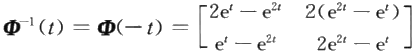 Φ⁻¹(t) = Φ(−t) = [2eᵗ − e²ᵗ 2(e²ᵗ − eᵗ)
eᵗ − e²ᵗ 2e²ᵗ − eᵗ]